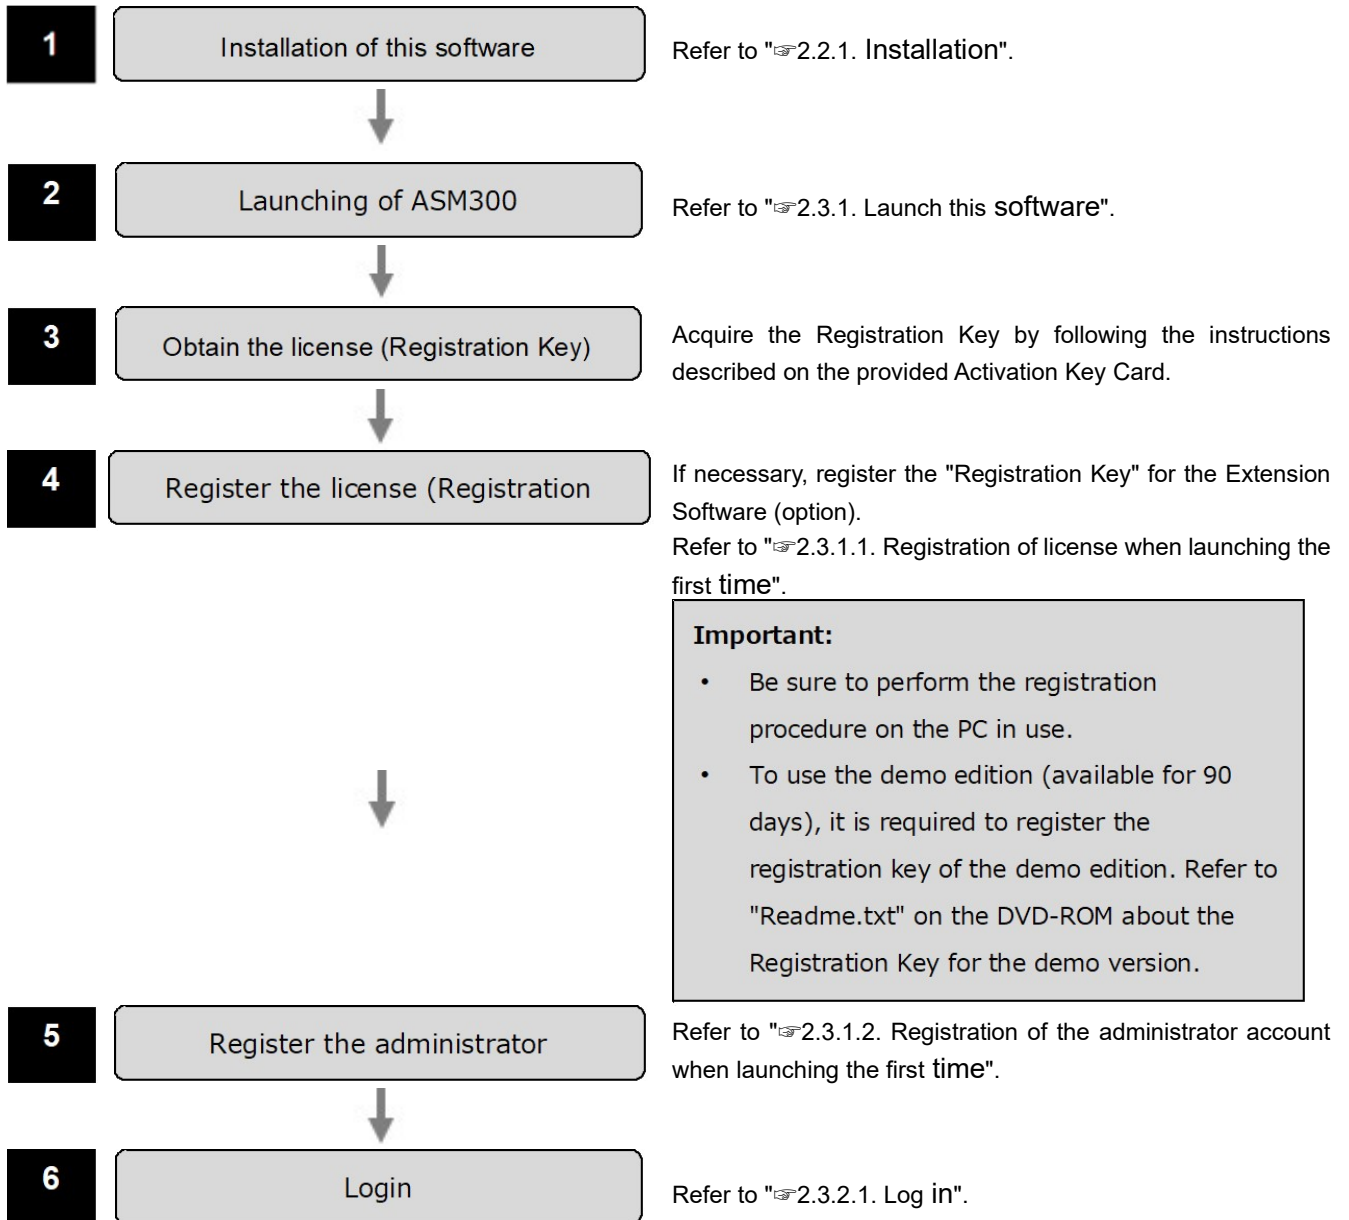 1
Installation of this software
Refer to "☞2.2.1. Installation".
2
Launching of ASM300
Refer to "☞2.3.1. Launch this software".
3
Obtain the license (Registration Key)
Acquire the Registration Key by following the instructions
described on the provided Activation Key Card.
4
Register the license (Registration
If necessary, register the "Registration Key" for the Extension
Software (option).
Refer to "☞2.3.1.1. Registration of license when launching the
first time".
Important:
• Be sure to perform the registration
procedure on the PC in use.
• To use the demo edition (available for 90
days), it is required to register the
registration key of the demo edition. Refer to
"Readme.txt" on the DVD-ROM about the
Registration Key for the demo version.
5
Register the administrator
Refer to "☞2.3.1.2. Registration of the administrator account
when launching the first time".
6
Login
Refer to "☞2.3.2.1. Log in".